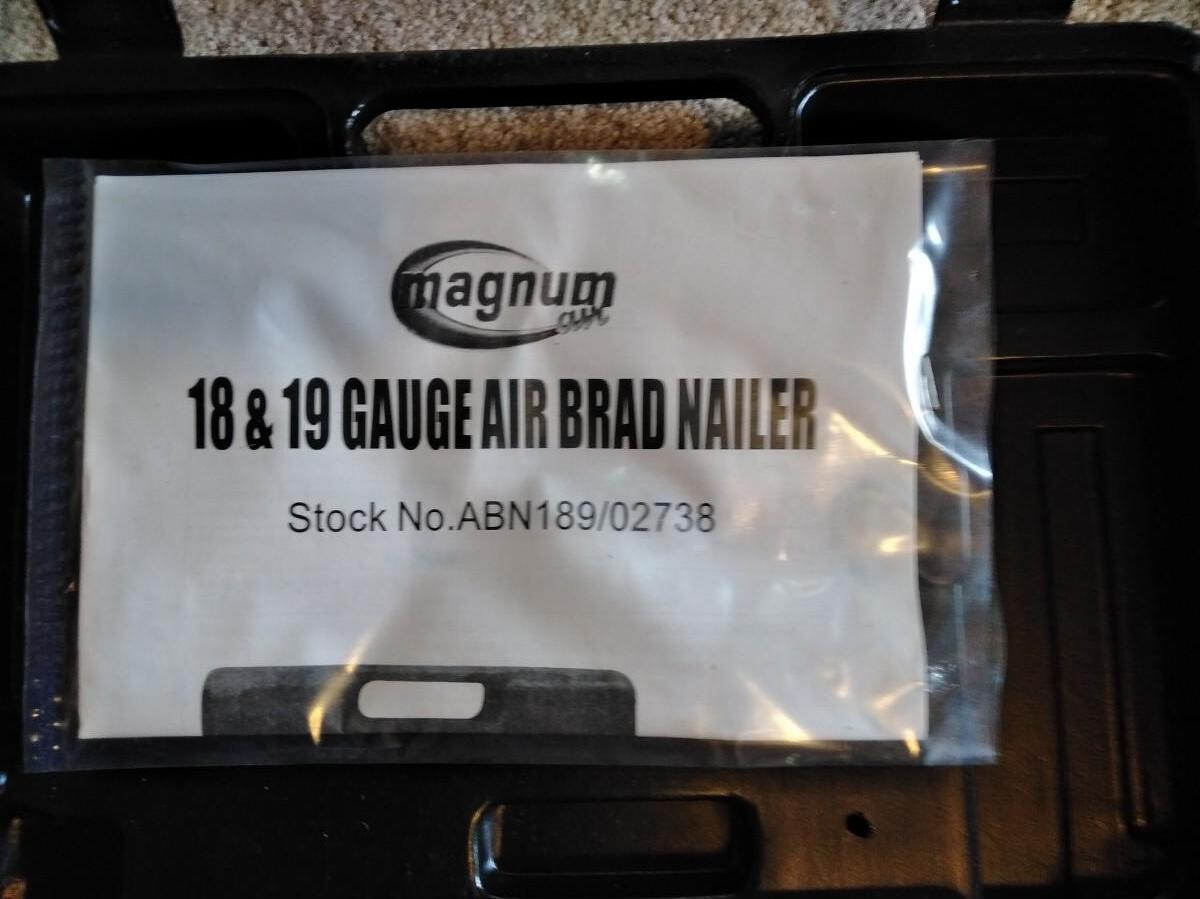 magnum
air
18 & 19 GAUGE AIR BRAD NAILER
Stock No.ABN189/02738